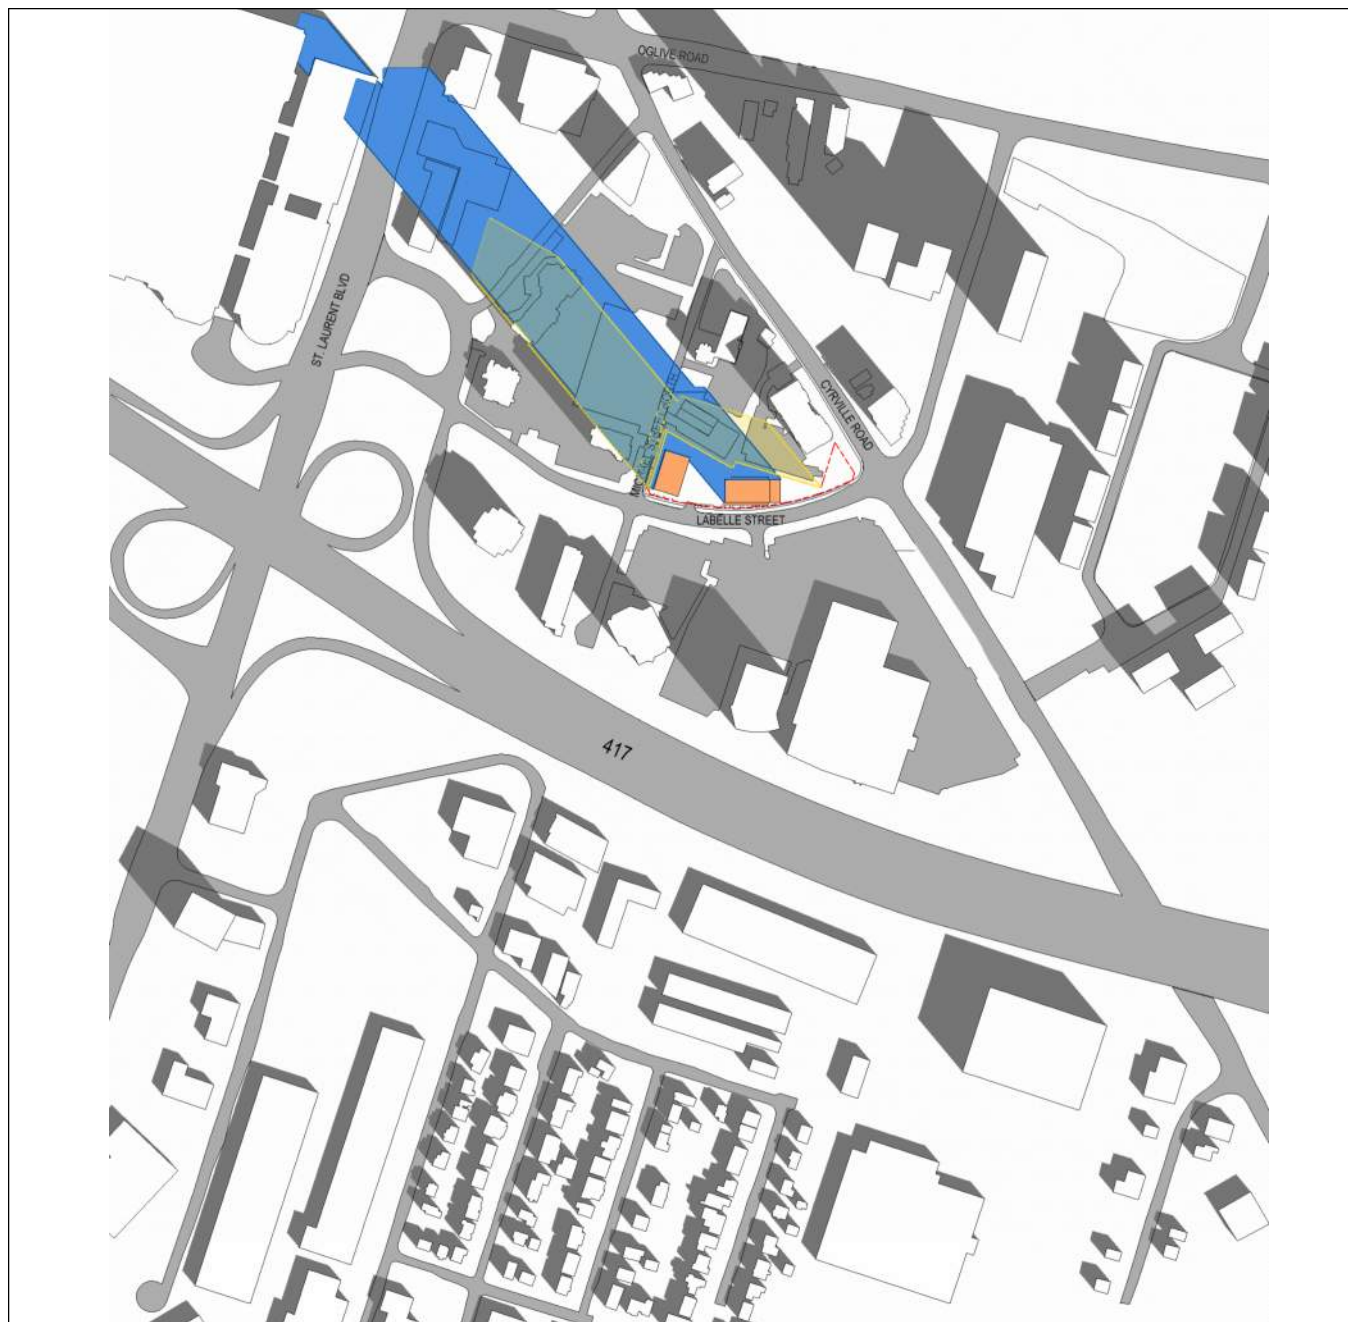 OGLIVE ROAD
ST. LAURENT BLVD
CYRVILLE ROAD
LABELLE STREET
417